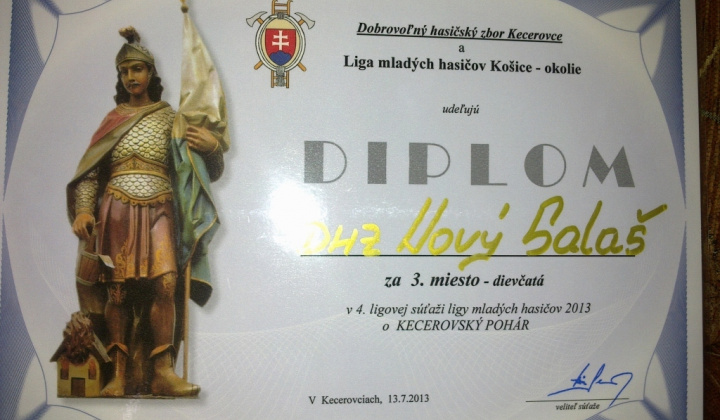 Dobrovoľný hasičský zbor Kecerovce
a
Liga mladých hasičov Košice - okolie
udeľujú
DIPLOM
DHZ Nový Salaš
za 3. miesto - dievčatá
v 4. ligovej súťaži ligy mladých hasičov 2013
o KECEROVSKÝ POHÁR
V Kecerovciach, 13.7.2013
veliteľ súťaže